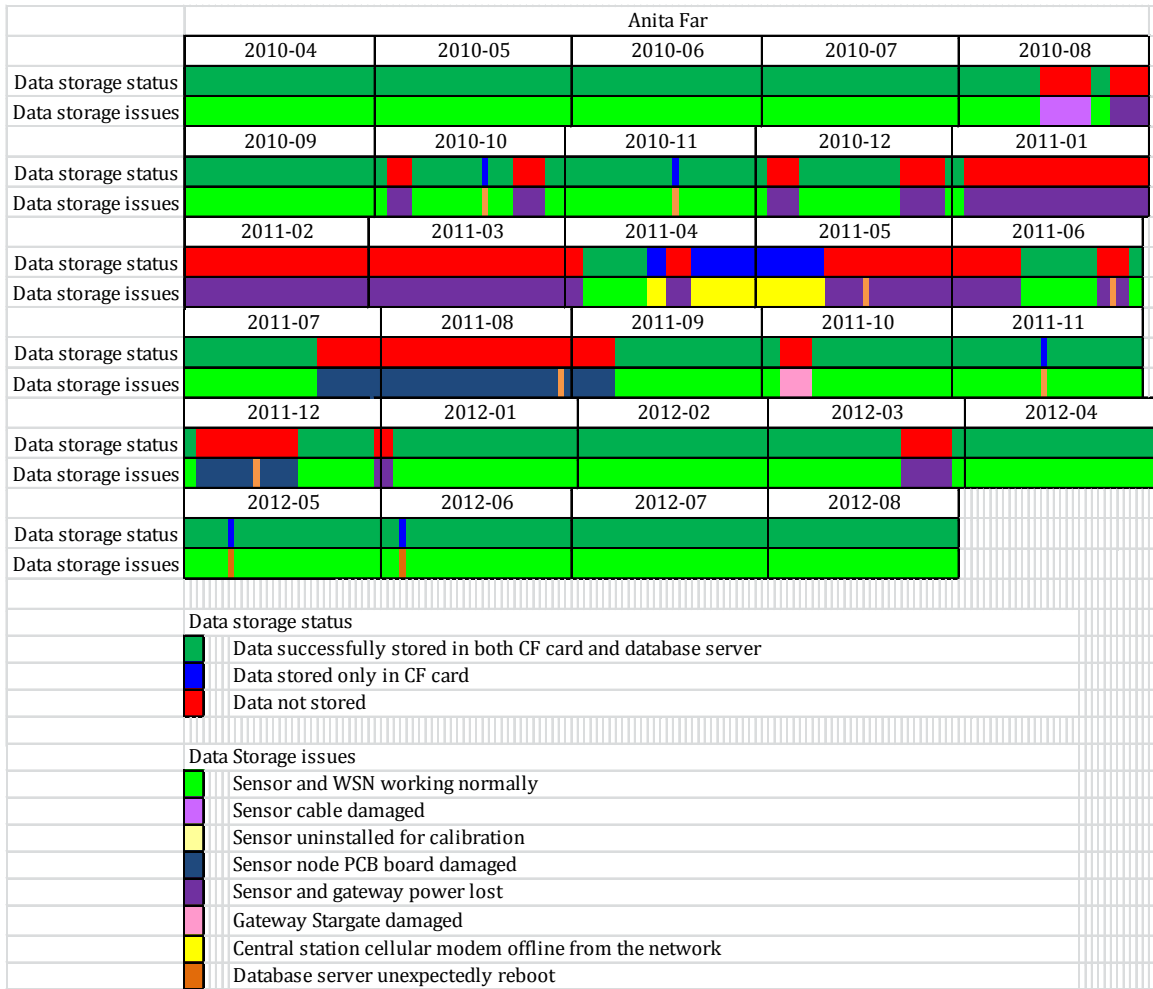 Anita Far
2010-04 2010-05 2010-06 2010-07 2010-08
Data storage status
Data storage issues
2010-09 2010-10 2010-11 2010-12 2011-01
Data storage status
Data storage issues
2011-02 2011-03 2011-04 2011-05 2011-06
Data storage status
Data storage issues
2011-07 2011-08 2011-09 2011-10 2011-11
Data storage status
Data storage issues
2011-12 2012-01 2012-02 2012-03 2012-04
Data storage status
Data storage issues
2012-05 2012-06 2012-07 2012-08
Data storage status
Data storage issues
Data storage status
Data successfully stored in both CF card and database server
Data stored only in CF card
Data not stored
Data Storage issues
Sensor and WSN working normally
Sensor cable damaged
Sensor uninstalled for calibration
Sensor node PCB board damaged
Sensor and gateway power lost
Gateway Stargate damaged
Central station cellular modem offline from the network
Database server unexpectedly reboot